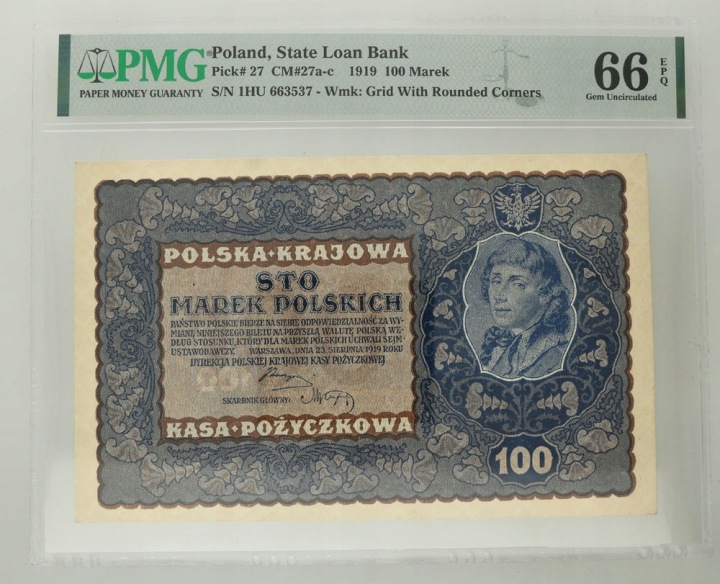 PMG® Poland, State Loan Bank
PAPER MONEY GUARANTY
Pick# 27 CM#27a-c 1919 100 Marek
S/N 1HU 663537 - Wmk: Grid With Rounded Corners
66 EPQ
Gem Uncirculated
POLSKA·KRAJOWA
STO
MAREK POLSKICH
PAŃSTWO POLSKIE BIERZE NA SIEBIE ODPOWIEDZIALNOŚĆ ZA WY-
MIANĘ NINIEJSZEGO BILETU NA PRZYSZŁĄ WALUTĘ POLSKĄ WE-
DŁUG STOSUNKU, KTÓRY DLA MAREK POLSKICH UCHWALI SEJM
USTAWODAWCZY. WARSZAWA, DNIA 23 SIERPNIA 1919 ROKU
DYREKCJA POLSKIEJ KRAJOWEJ KASY POŻYCZKOWEJ
SKARBNIK GŁÓWNY:
KASA·POŻYCZKOWA
100